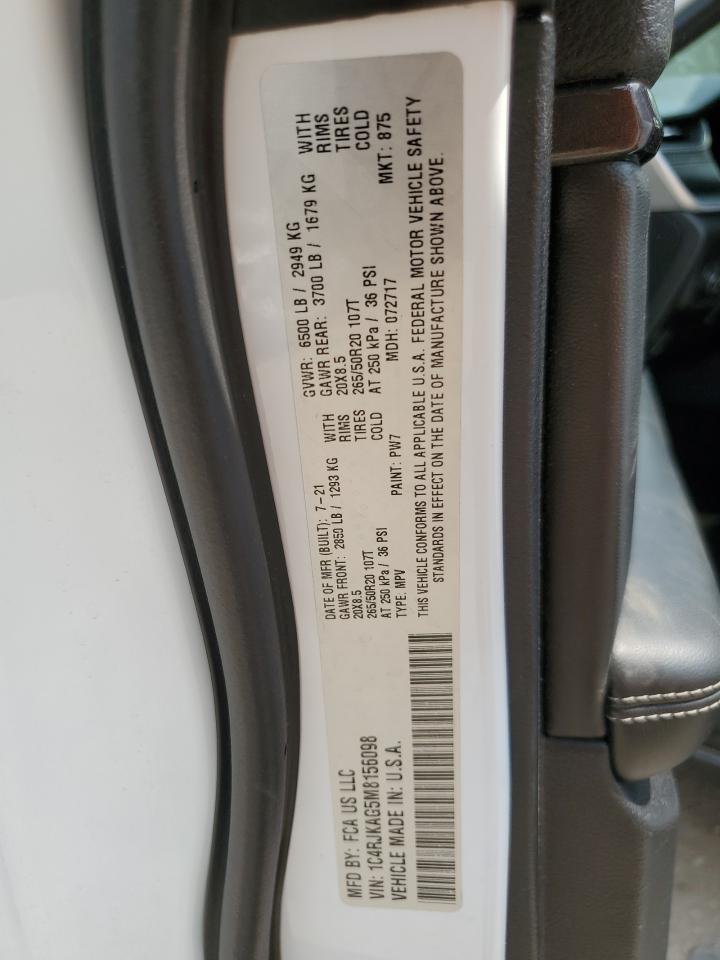 MFD BY: FCA US LLC
VIN: 1C4RJKAG5M8156098
VEHICLE MADE IN: U.S.A.
DATE OF MFR (BUILT): 7-21
GAWR FRONT: 2850 LB / 1293 KG WITH
20X8.5 RIMS
265/50R20 107T TIRES
AT 250 kPa / 36 PSI COLD
TYPE: MPV PAINT: PW7
GVWR: 6500 LB / 2949 KG
GAWR REAR: 3700 LB / 1679 KG WITH
20X8.5 RIMS
265/50R20 107T TIRES
AT 250 kPa / 36 PSI COLD
MDH: 072717 MKT: 875
THIS VEHICLE CONFORMS TO ALL APPLICABLE U.S.A. FEDERAL MOTOR VEHICLE SAFETY
STANDARDS IN EFFECT ON THE DATE OF MANUFACTURE SHOWN ABOVE.